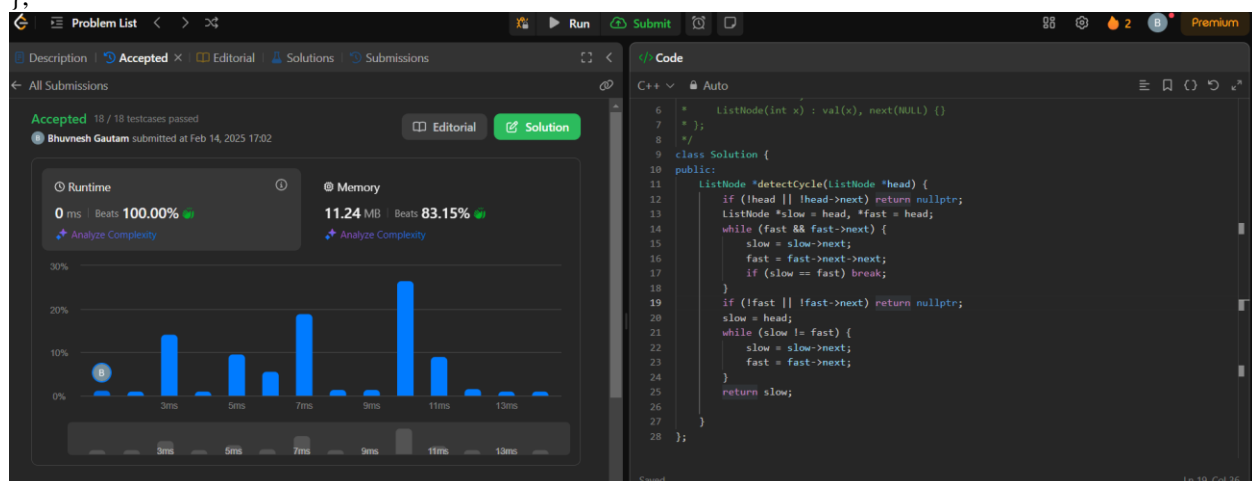 };
Problem List
Run
Submit
2
B
Premium
Description
Accepted
Editorial
Solutions
Submissions
All Submissions
Accepted 18 / 18 testcases passed
B Bhuvnesh Gautam submitted at Feb 14, 2025 17:02
Editorial
Solution
Runtime
0 ms Beats 100.00%
Analyze Complexity
Memory
11.24 MB Beats 83.15%
Analyze Complexity
30%
20%
10%
0%
B
3ms 5ms 7ms 9ms 11ms 13ms
3ms 5ms 7ms 9ms 11ms 13ms
</> Code
C++ Auto
6 * ListNode(int x) : val(x), next(NULL) {}
7 * };
8 */
9 class Solution {
10 public:
11 ListNode *detectCycle(ListNode *head) {
12 if (!head || !head->next) return nullptr;
13 ListNode *slow = head, *fast = head;
14 while (fast && fast->next) {
15 slow = slow->next;
16 fast = fast->next->next;
17 if (slow == fast) break;
18 }
19 if (!fast || !fast->next) return nullptr;
20 slow = head;
21 while (slow != fast) {
22 slow = slow->next;
23 fast = fast->next;
24 }
25 return slow;
26
27 }
28 };
Saved
Ln 19, Col 36